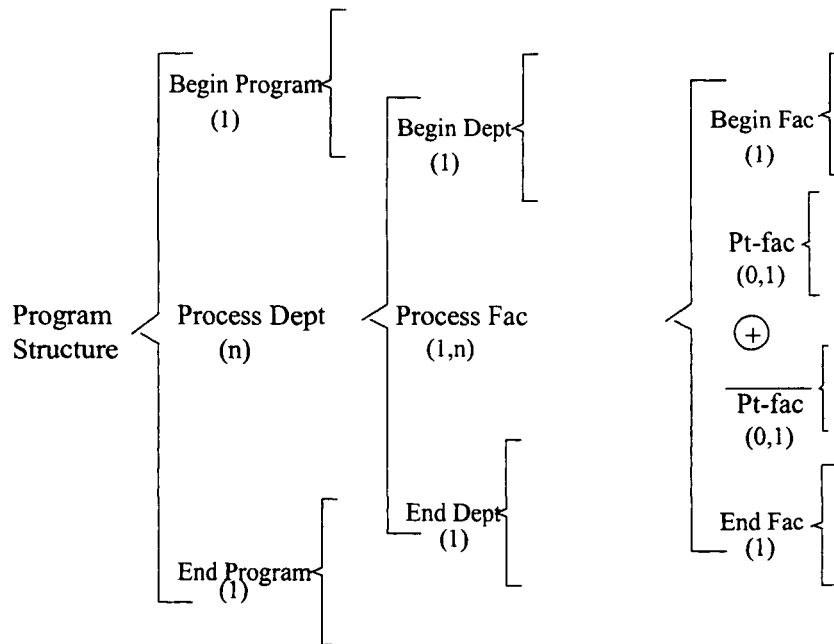 Program
Structure
Begin Program
(1)
Process Dept
(n)
End Program
(1)
Begin Dept
(1)
Process Fac
(1,n)
End Dept
(1)
Begin Fac
(1)
Pt-fac
(0,1)
+
Pt-fac
(0,1)
End Fac
(1)